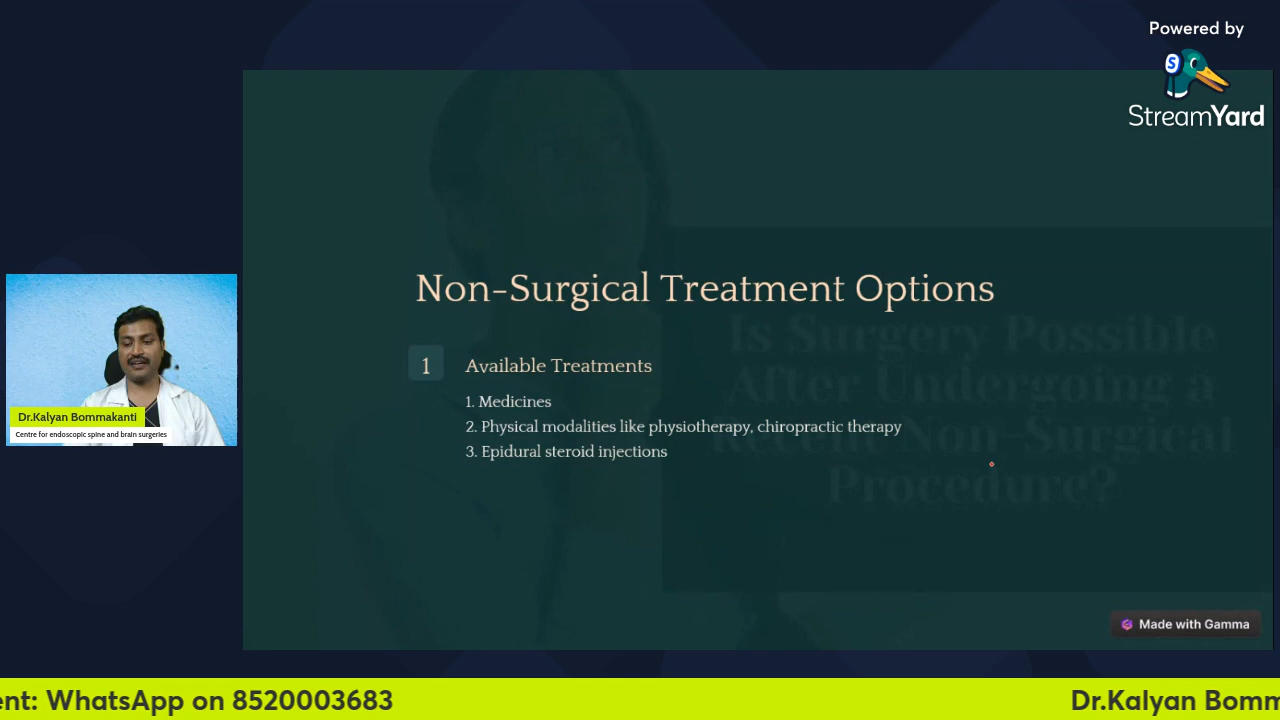 Powered by
StreamYard
Non-Surgical Treatment Options
1
Available Treatments
1. Medicines
2. Physical modalities like physiotherapy, chiropractic therapy
3. Epidural steroid injections
Is Surgery Possible
After Undergoing a
Recent Non-Surgical
Procedure?
Dr.Kalyan Bommakanti
Centre for endoscopic spine and brain surgeries
Made with Gamma
ent: WhatsApp on 8520003683
Dr.Kalyan Bomm